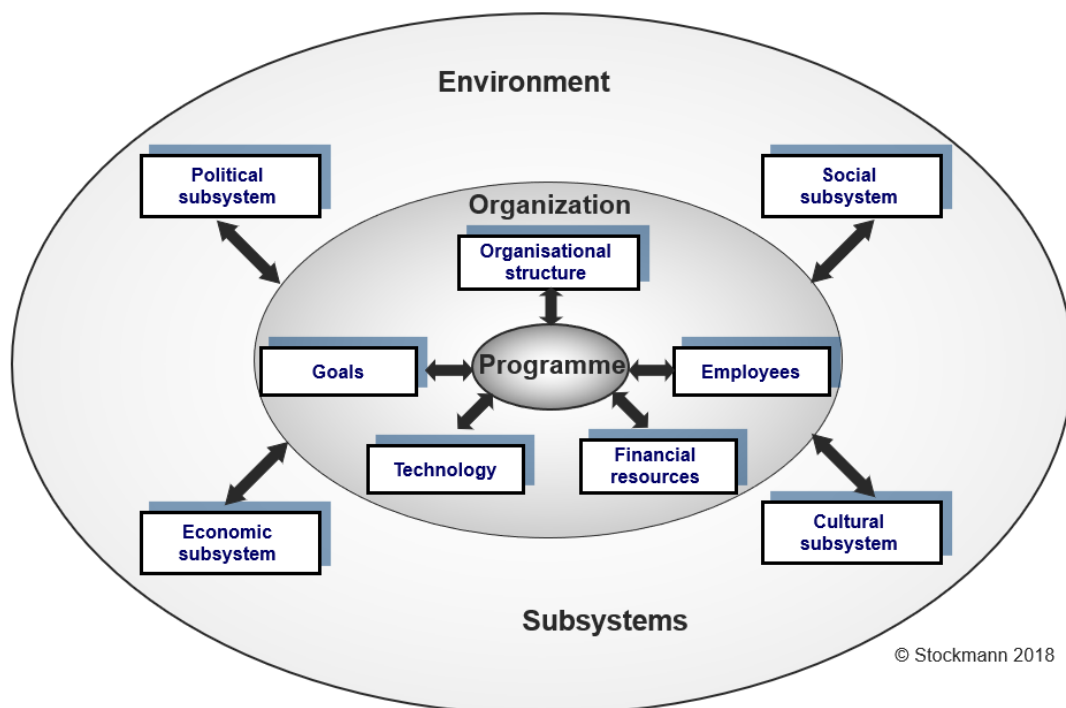 Environment
Political
subsystem
Social
subsystem
Organization
Organisational
structure
Goals
Programme
Employees
Technology
Financial
resources
Economic
subsystem
Cultural
subsystem
Subsystems
© Stockmann 2018